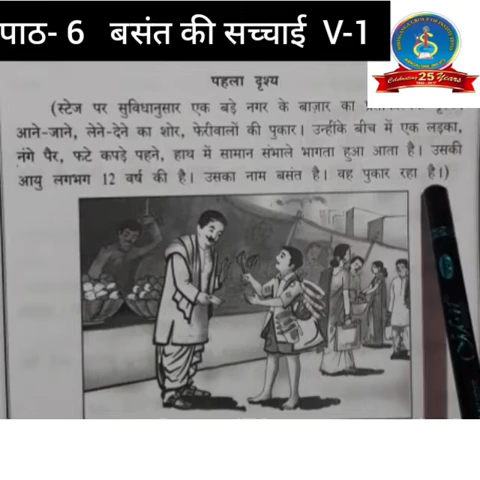 पाठ- 6 बसंत की सच्चाई V-1
Celebrating 25 Years
पहला दृश्य
(स्टेज पर सुविधानुसार एक बड़े नगर के बाज़ार का
आने-जाने, लेने-देने का शोर, फेरीवालों की पुकार। उन्हींके बीच में एक लड़का,
नंगे पैर, फटे कपड़े पहने, हाथ में सामान संभाले भागता हुआ आता है। उसकी
आयु लगभग 12 वर्ष की है। उसका नाम बसंत है। वह पुकार रहा है।)